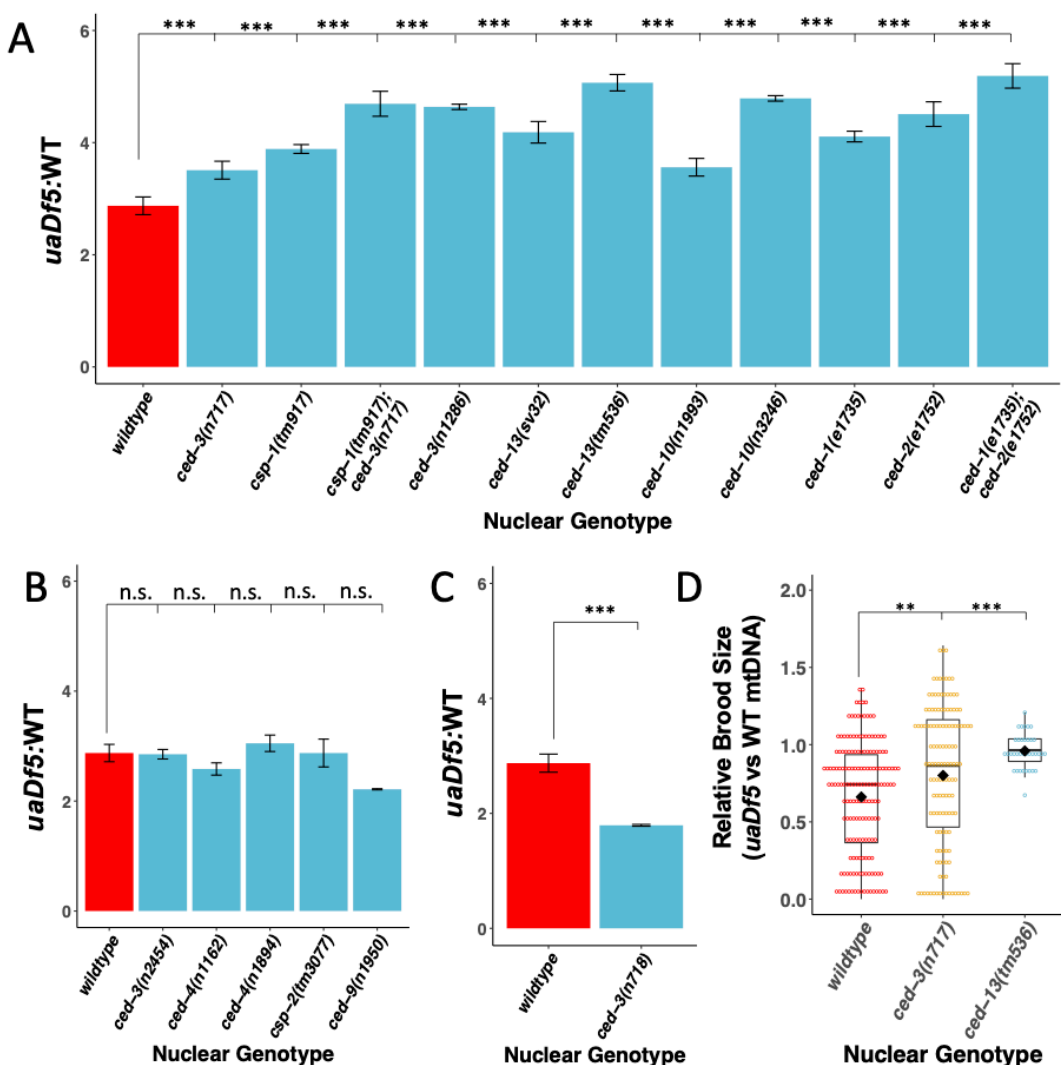 A
*** *** *** *** *** *** *** *** *** *** ***
6
4
2
0
uaDf5:WT
wildtype
ced-3(n717)
csp-1(tm917)
csp-1(tm917);
ced-3(n717)
ced-3(n1286)
ced-13(sv32)
ced-13(tm536)
ced-10(n1993)
ced-10(n3246)
ced-1(e1735)
ced-2(e1752)
ced-1(e1735);
ced-2(e1752)
Nuclear Genotype
B
n.s. n.s. n.s. n.s. n.s.
6
4
2
0
uaDf5:WT
wildtype
ced-3(n2454)
ced-4(n1162)
ced-4(n1894)
csp-2(tm3077)
ced-9(n1950)
Nuclear Genotype
C
***
6
4
2
0
uaDf5:WT
wildtype
ced-3(n718)
Nuclear Genotype
D
** ***
2.0
1.5
1.0
0.5
0.0
Relative Brood Size
(uaDf5 vs WT mtDNA)
wildtype
ced-3(n717)
ced-13(tm536)
Nuclear Genotype